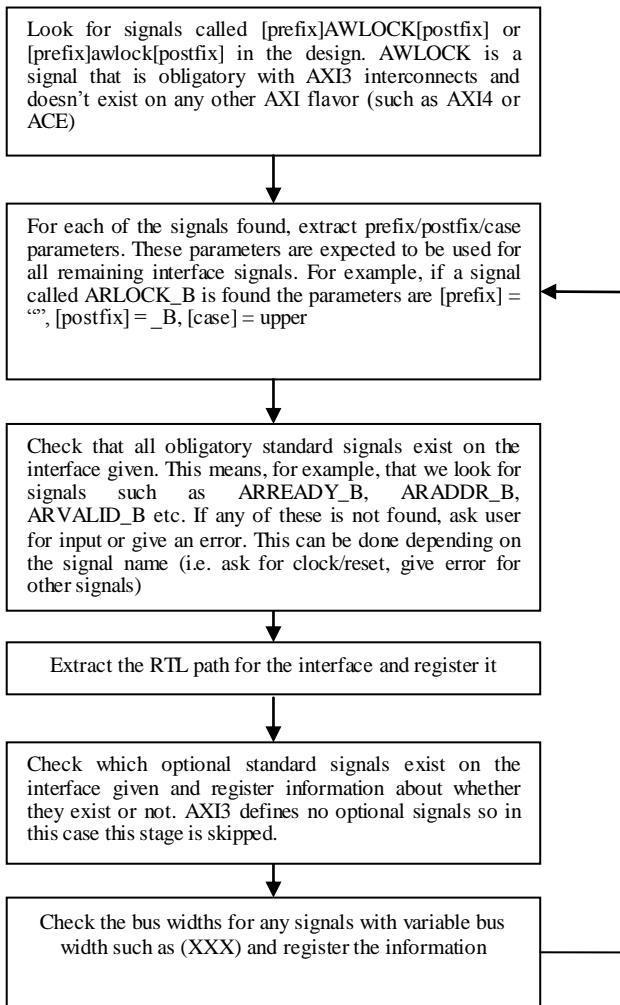 Look for signals called [prefix]AWLOCK[postfix] or
[prefix]awlock[postfix] in the design. AWLOCK is a
signal that is obligatory with AXI3 interconnects and
doesn’t exist on any other AXI flavor (such as AXI4 or
ACE)
For each of the signals found, extract prefix/postfix/case
parameters. These parameters are expected to be used for
all remaining interface signals. For example, if a signal
called ARLOCK_B is found the parameters are [prefix] =
“”, [postfix] = _B, [case] = upper
Check that all obligatory standard signals exist on the
interface given. This means, for example, that we look for
signals such as ARREADY_B, ARADDR_B,
ARVALID_B etc. If any of these is not found, ask user
for input or give an error. This can be done depending on
the signal name (i.e. ask for clock/reset, give error for
other signals)
Extract the RTL path for the interface and register it
Check which optional standard signals exist on the
interface given and register information about whether
they exist or not. AXI3 defines no optional signals so in
this case this stage is skipped.
Check the bus widths for any signals with variable bus
width such as (XXX) and register the information